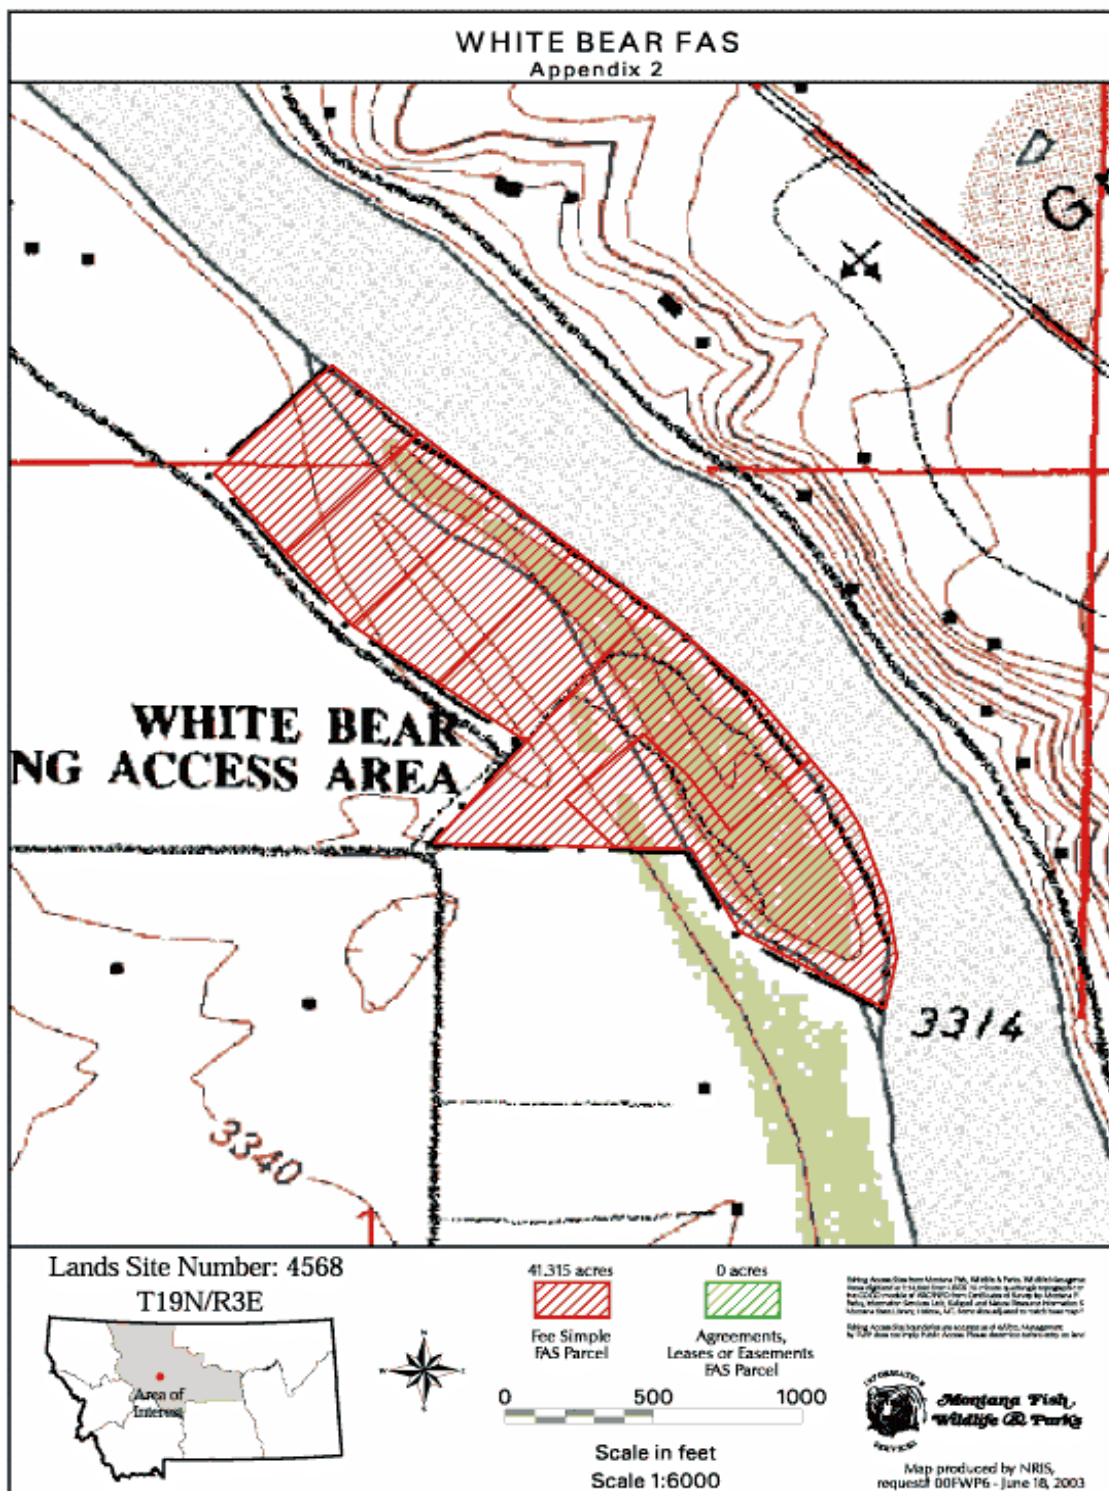 WHITE BEAR FAS
Appendix 2
G
WHITE BEAR
NG ACCESS AREA
3314
3340
Lands Site Number: 4568
T19N/R3E
Area of
Interest
41.315 acres
Fee Simple
FAS Parcel
0 acres
Agreements,
Leases or Easements
FAS Parcel
0 500 1000
Scale in feet
Scale 1:6000
INFORMATION
SERVICES
Montana Fish,
Wildlife & Parks
Map produced by NRIS,
request# 00FWP6 - June 18, 2003